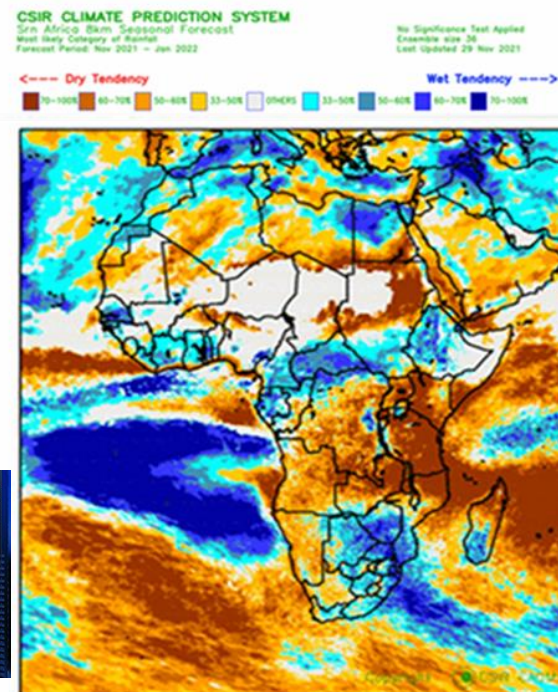 CSIR CLIMATE PREDICTION SYSTEM
Srn Africa 8km Seasonal Forecast
Most likely Category of Rainfall
Forecast Period: Nov 2021 - Jan 2022
No Significance Test Applied
Ensemble size 36
Last Updated 29 Nov 2021
<--- Dry Tendency
Wet Tendency --->
70-100% 60-70% 50-60% 33-50% OTHERS 33-50% 50-60% 60-70% 70-100%
Copyright